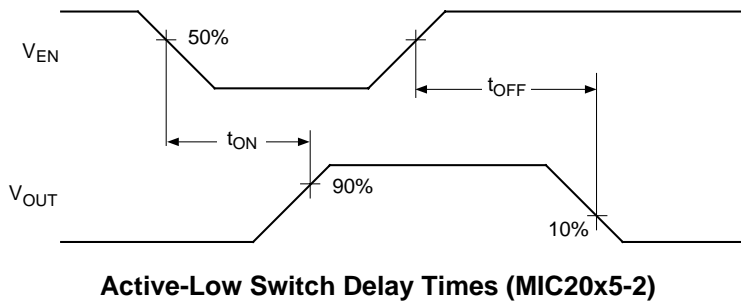 V_EN
50%
t_OFF
t_ON
V_OUT
90%
10%
Active-Low Switch Delay Times (MIC20x5-2)